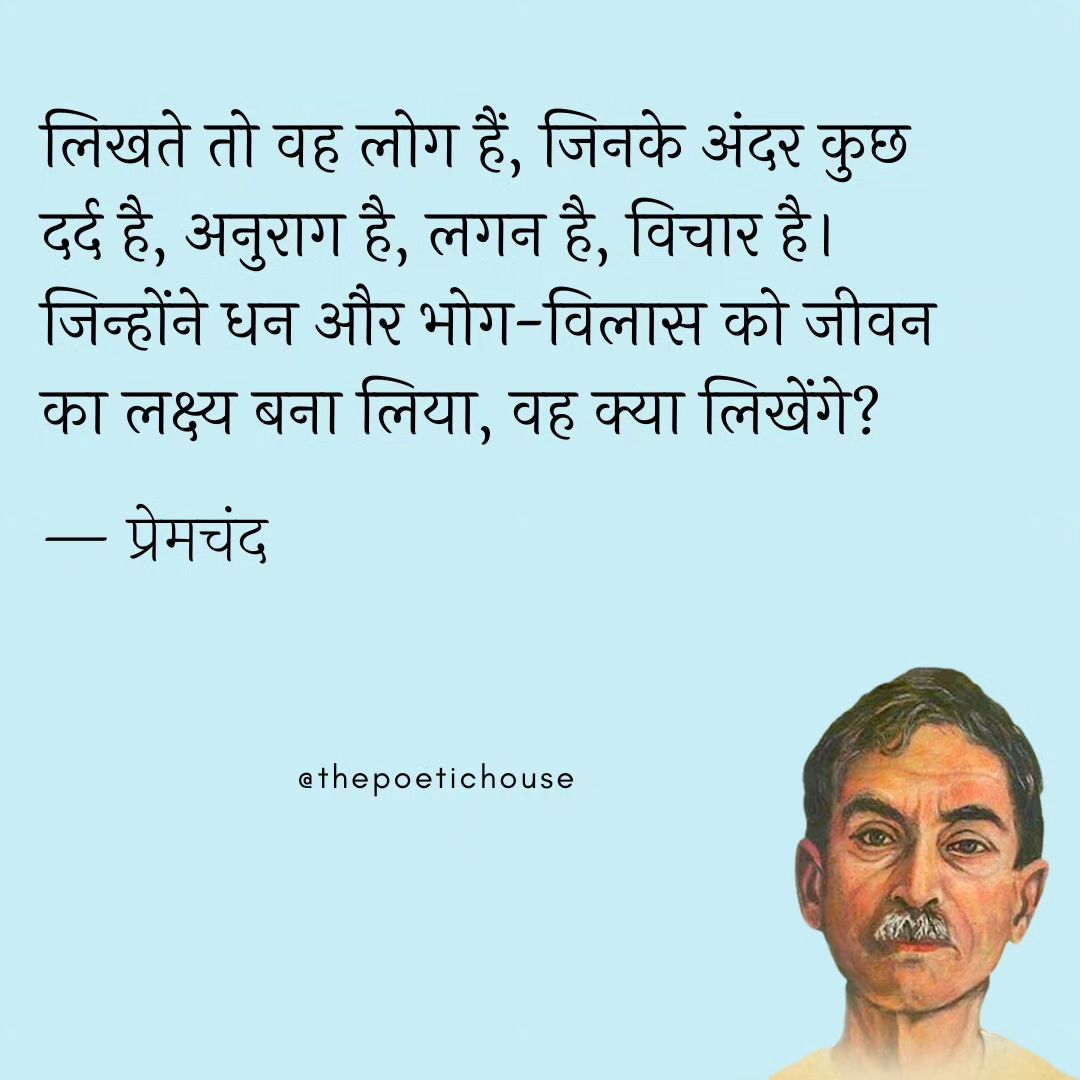 लिखते तो वह लोग हैं, जिनके अंदर कुछ
दर्द है, अनुराग है, लगन है, विचार है।
जिन्होंने धन और भोग-विलास को जीवन
का लक्ष्य बना लिया, वह क्या लिखेंगे?
— प्रेमचंद
@thepoetichouse